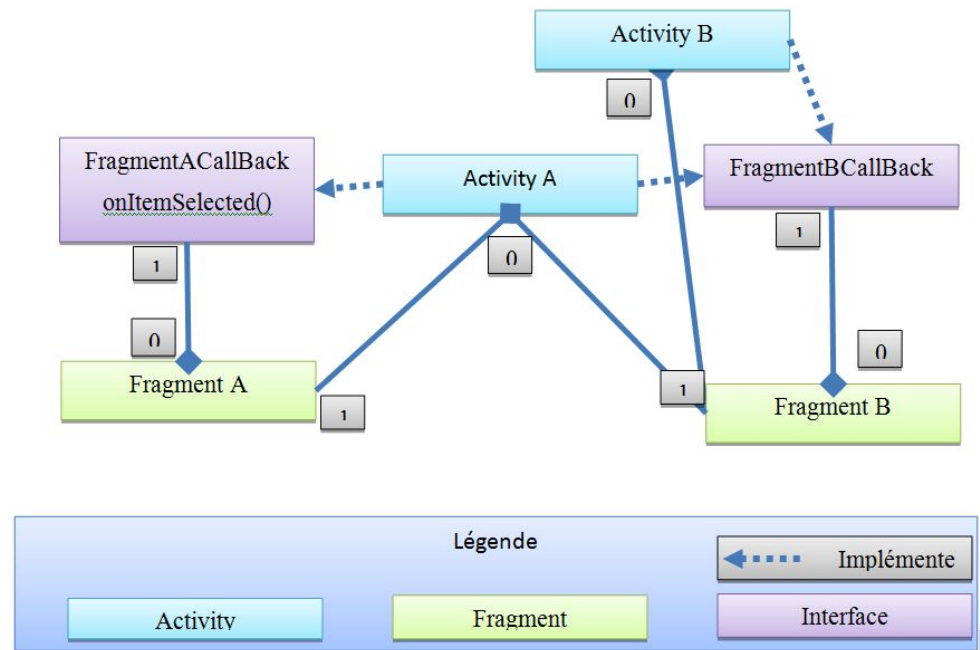 Activity B
0
FragmentACallBack
onItemSelected()
Activity A
FragmentBCallBack
1
0
1
0
0
Fragment A
1
1
Fragment B
Légende
Implémente
Activity
Fragment
Interface